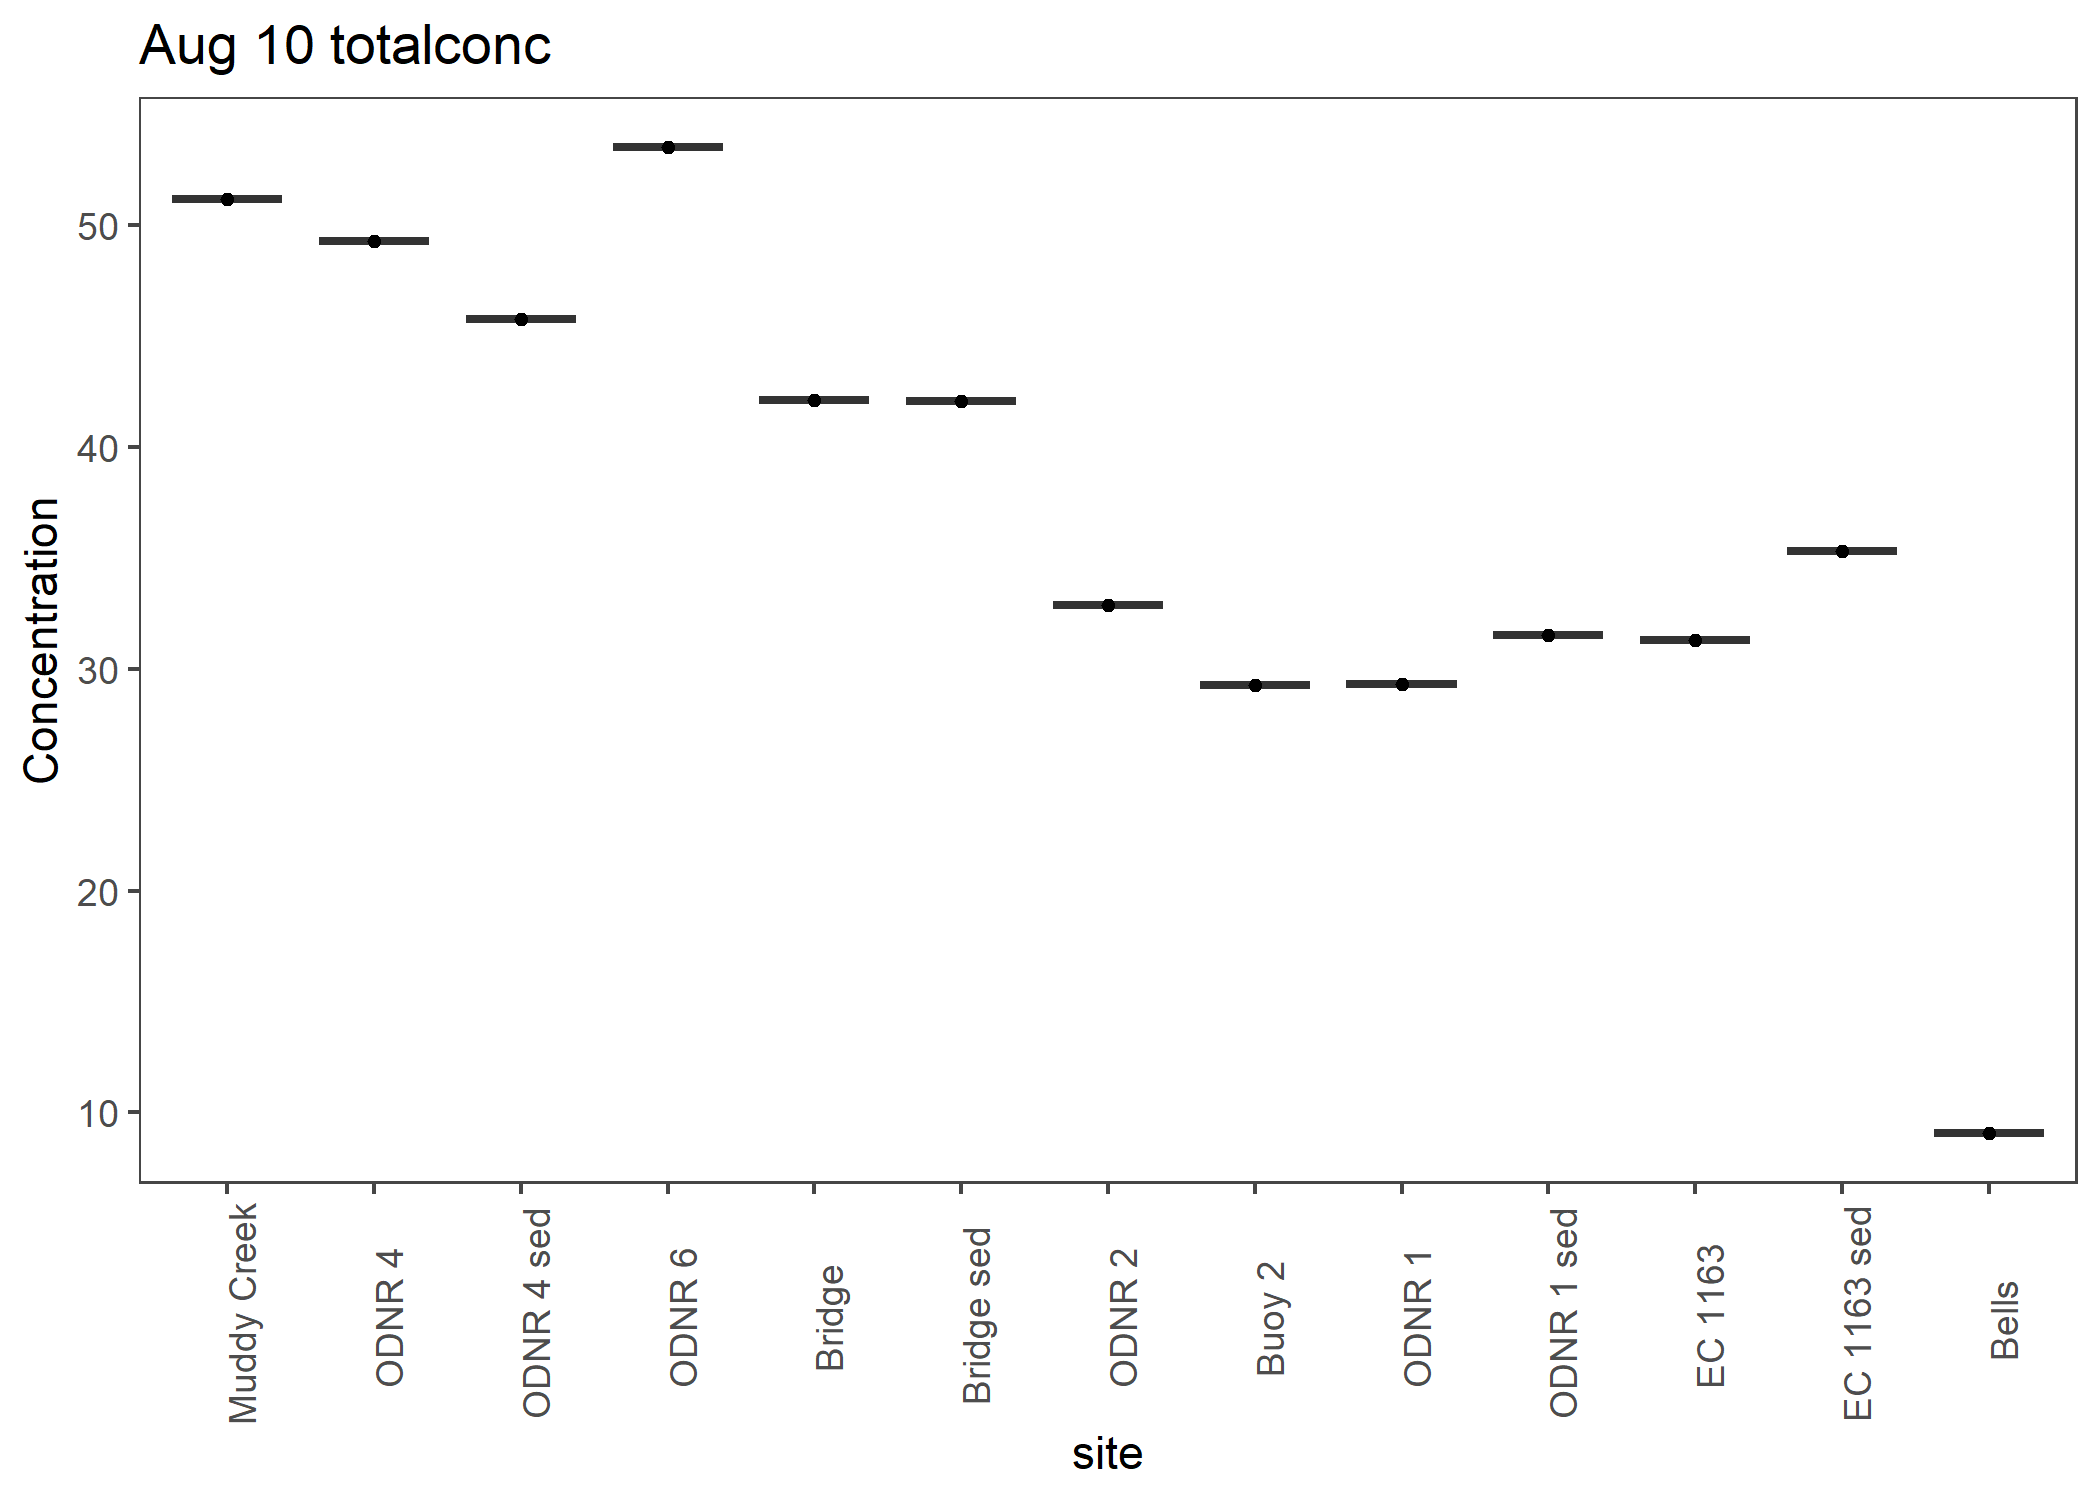 Aug 10 totalconc
Concentration
50
40
30
20
10
Muddy Creek
ODNR 4
ODNR 4 sed
ODNR 6
Bridge
Bridge sed
ODNR 2
Buoy 2
ODNR 1
ODNR 1 sed
EC 1163
EC 1163 sed
Bells
site